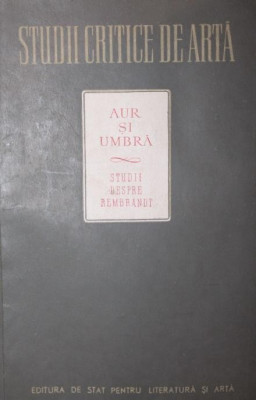 STUDII CRITICE DE ARTĂ
AUR
ȘI
UMBRĂ
STUDII
DESPRE
REMBRANDT
EDITURA DE STAT PENTRU LITERATURĂ ȘI ARTĂ